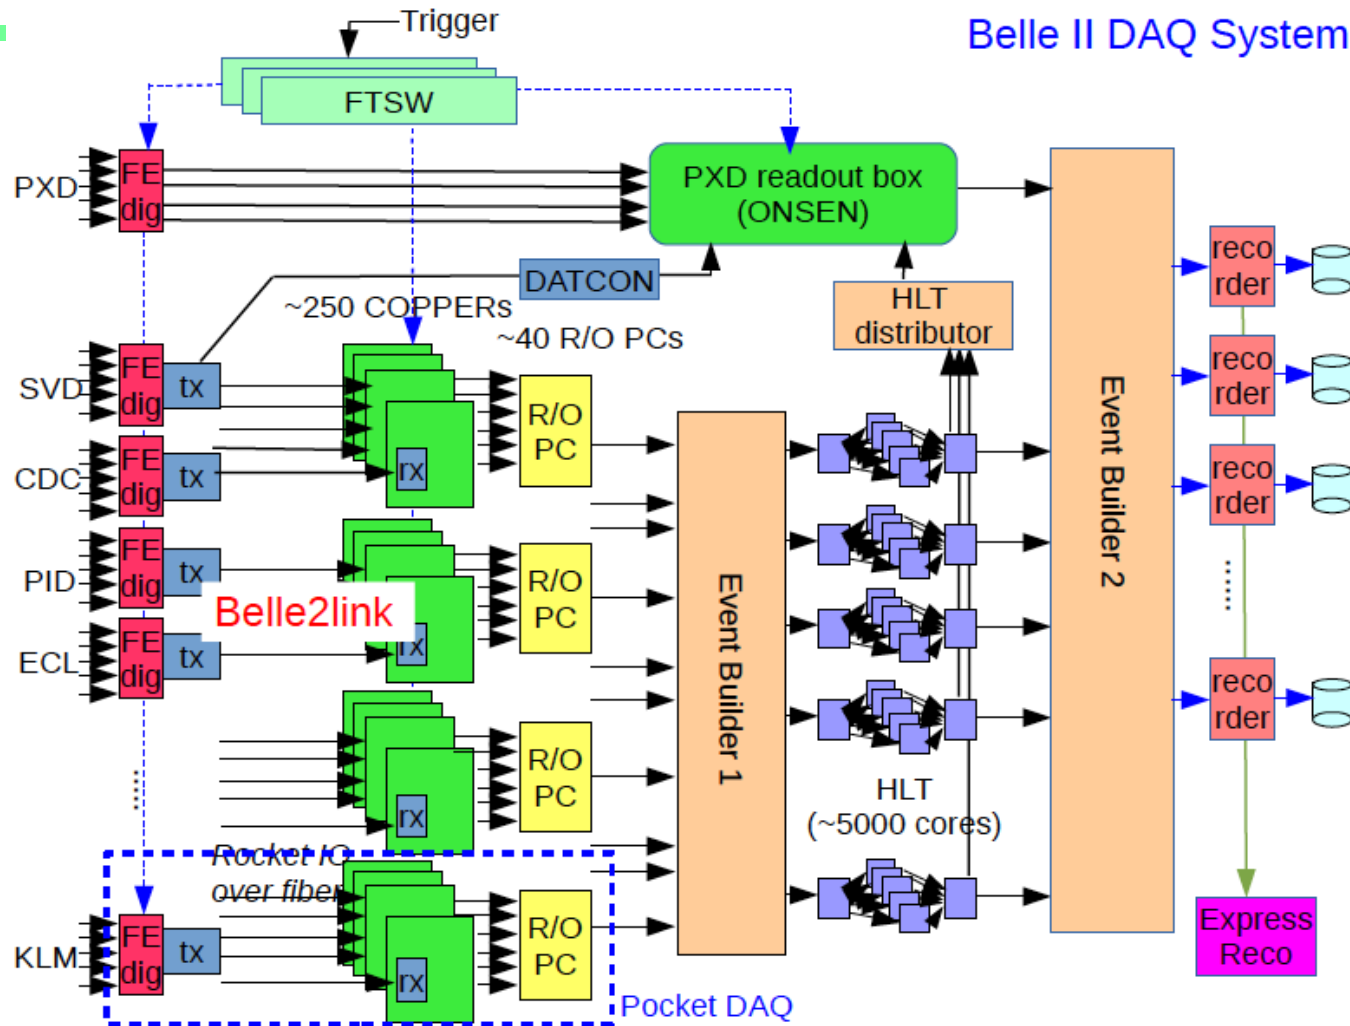 Trigger
Belle II DAQ System
FTSW
PXD
FE
dig
PXD readout box
(ONSEN)
DATCON
~250 COPPERs
~40 R/O PCs
HLT
distributor
SVD
FE
dig
tx
CDC
FE
dig
tx
rx
R/O
PC
PID
FE
dig
tx
Belle2link
ECL
FE
dig
tx
rx
R/O
PC
rx
R/O
PC
......
Rocket IO
over fiber
KLM
FE
dig
tx
rx
R/O
PC
Pocket DAQ
Event Builder 1
HLT
(~5000 cores)
Event Builder 2
reco
rder
reco
rder
reco
rder
......
reco
rder
Express
Reco